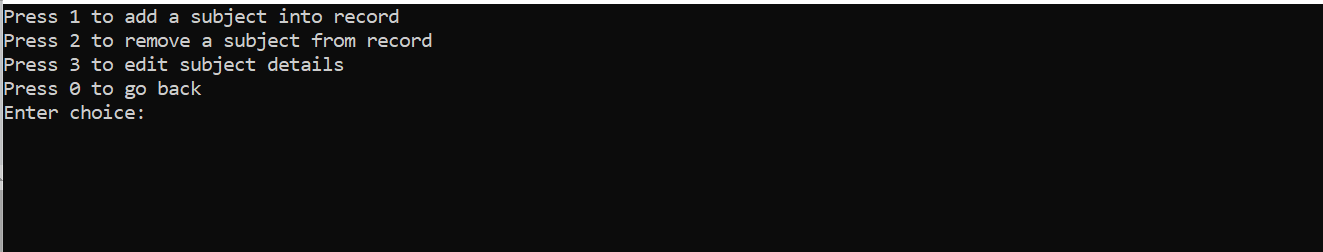 Press 1 to add a subject into record
Press 2 to remove a subject from record
Press 3 to edit subject details
Press 0 to go back
Enter choice: